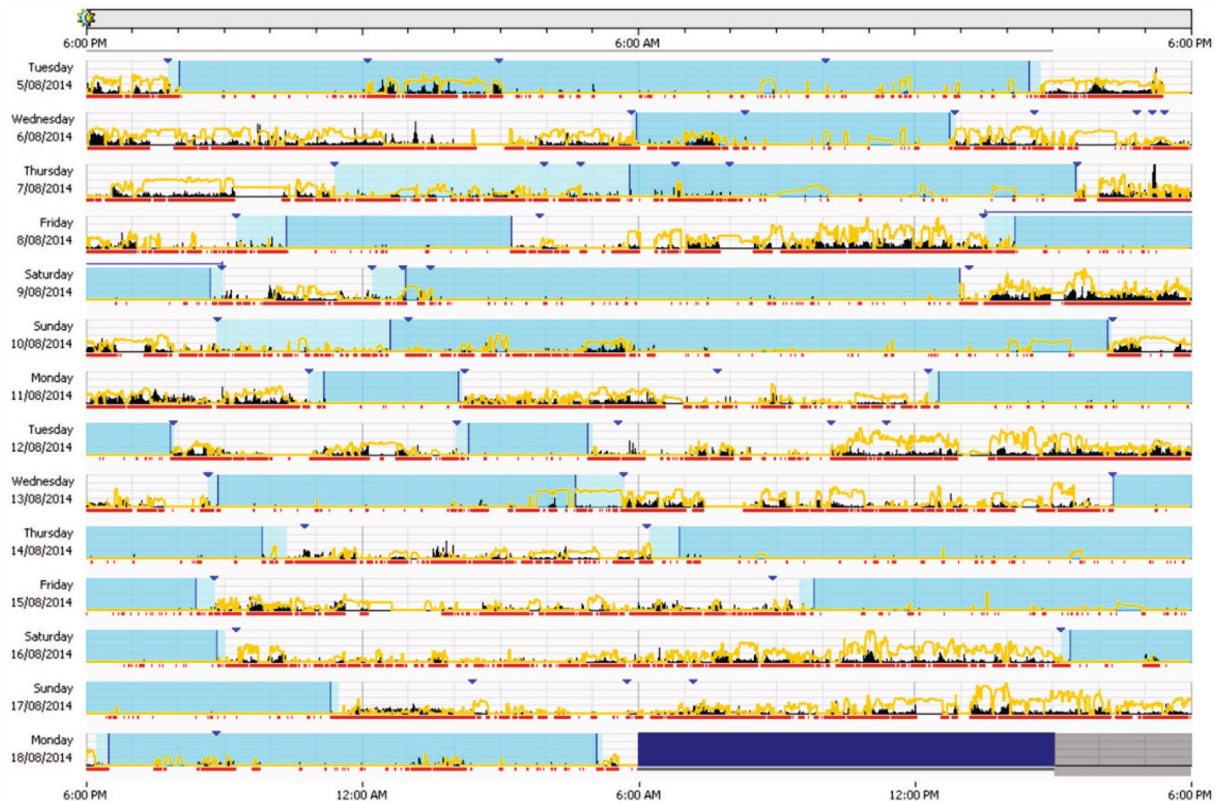 6:00 PM 6:00 AM 6:00 PM
Tuesday
5/08/2014
Wednesday
6/08/2014
Thursday
7/08/2014
Friday
8/08/2014
Saturday
9/08/2014
Sunday
10/08/2014
Monday
11/08/2014
Tuesday
12/08/2014
Wednesday
13/08/2014
Thursday
14/08/2014
Friday
15/08/2014
Saturday
16/08/2014
Sunday
17/08/2014
Monday
18/08/2014
6:00 PM 12:00 AM 6:00 AM 12:00 PM 6:00 PM